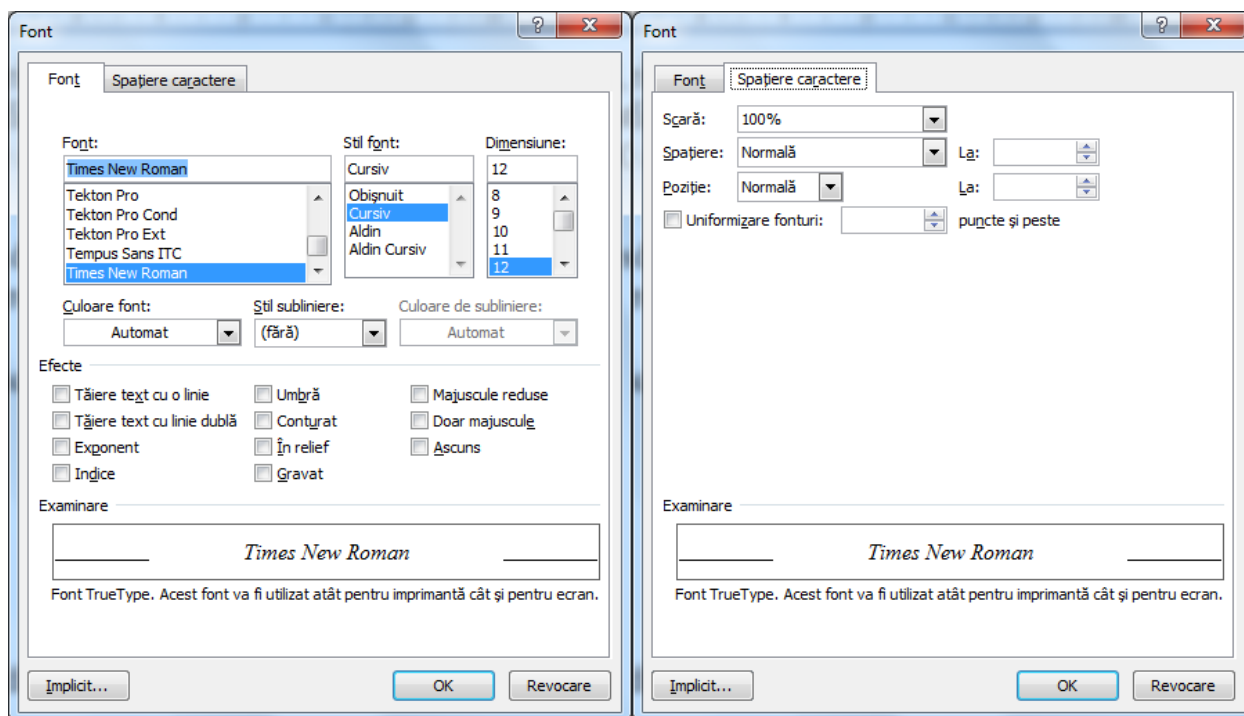 Font
Font Spațiere caractere
Font: Stil font: Dimensiune:
Times New Roman Cursiv 12
Tekton Pro Obișnuit 8
Tekton Pro Cond Cursiv 9
Tekton Pro Ext Aldin 10
Tempus Sans ITC Aldin Cursiv 11
Times New Roman 12
Culoare font: Stil subliniere: Culoare de subliniere:
Automat (fără) Automat
Efecte
Tăiere text cu o linie Umbră Majuscule reduse
Tăiere text cu linie dublă Conturat Doar majuscule
Exponent În relief Ascuns
Indice Gravat
Examinare
Times New Roman
Font TrueType. Acest font va fi utilizat atât pentru imprimantă cât și pentru ecran.
Implicit... OK Revocare
Font
Font Spațiere caractere
Scară: 100%
Spațiere: Normală La:
Poziție: Normală La:
Uniformizare fonturi: puncte și peste
Examinare
Times New Roman
Font TrueType. Acest font va fi utilizat atât pentru imprimantă cât și pentru ecran.
Implicit... OK Revocare